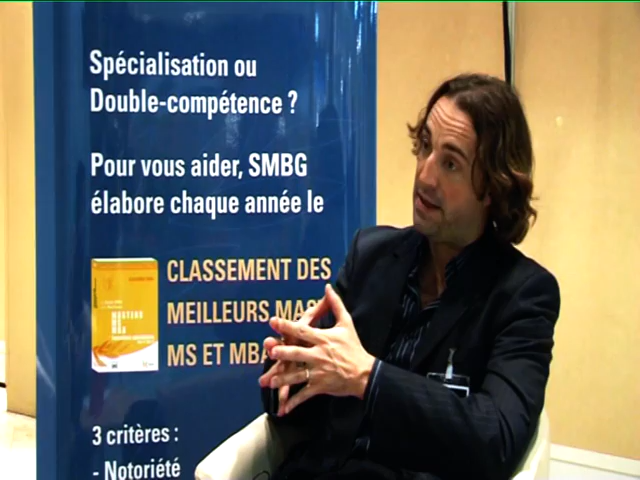 Spécialisation ou
Double-compétence ?
Pour vous aider, SMBG
élabore chaque année le
CLASSEMENT DES
MEILLEURS MAS
MS ET MBA
3 critères :
- Notoriété